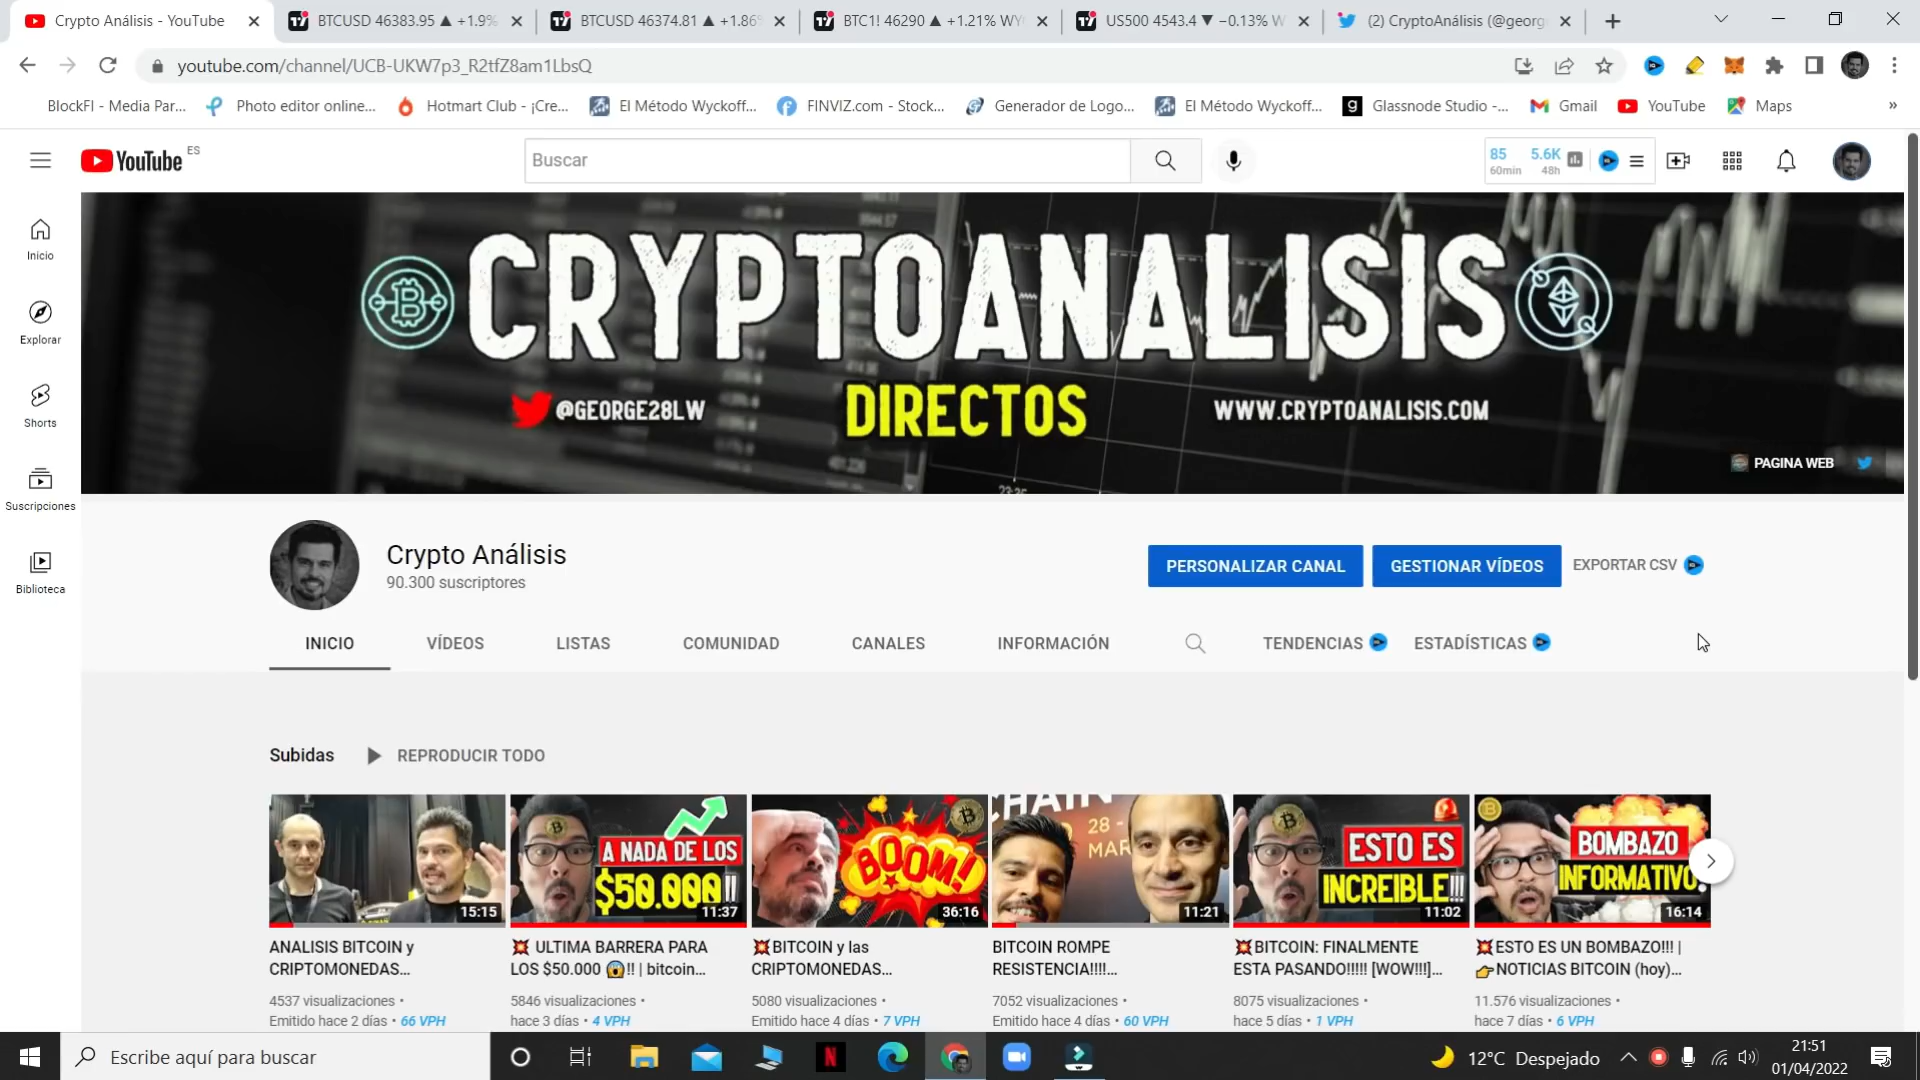 Crypto Análisis - YouTube
BTCUSD 46383.95 ▲ +1.9%
BTCUSD 46374.81 ▲ +1.86%
BTC1! 46290 ▲ +1.21% WY
US500 4543.4 ▼ −0.13% W
(2) CryptoAnálisis (@georg
youtube.com/channel/UCB-UKW7p3_R2tfZ8am1LbsQ
BlockFI - Media Par...
Photo editor online...
Hotmart Club - ¡Cre...
El Método Wyckoff...
FINVIZ.com - Stock...
Generador de Logo...
El Método Wyckoff...
Glassnode Studio -...
Gmail
YouTube
Maps
»
YouTube ES
Buscar
85 5.6K
60min 48h
Inicio
Explorar
Shorts
Suscripciones
Biblioteca
CRYPTOANALISIS
@GEORGE28LW
DIRECTOS
WWW.CRYPTOANALISIS.COM
PAGINA WEB
Crypto Análisis
90.300 suscriptores
PERSONALIZAR CANAL
GESTIONAR VÍDEOS
EXPORTAR CSV
INICIO
VÍDEOS
LISTAS
COMUNIDAD
CANALES
INFORMACIÓN
TENDENCIAS
ESTADÍSTICAS
Subidas
REPRODUCIR TODO
15:15
A NADA DE LOS
$50.000!!
11:37
BOOM!
36:16
CHAIN
28 -
MAR
11:21
ESTO ES
INCREIBLE!!!
11:02
BOMBAZO
INFORMATIVO
16:14
ANALISIS BITCOIN y
CRIPTOMONEDAS...
4537 visualizaciones •
Emitido hace 2 días • 66 VPH
💥 ULTIMA BARRERA PARA
LOS $50.000 😱!! | bitcoin...
5846 visualizaciones •
hace 3 días • 4 VPH
💥BITCOIN y las
CRIPTOMONEDAS...
5080 visualizaciones •
Emitido hace 4 días • 7 VPH
BITCOIN ROMPE
RESISTENCIA!!!!...
7052 visualizaciones •
Emitido hace 4 días • 60 VPH
💥BITCOIN: FINALMENTE
ESTA PASANDO!!!!! [WOW!!!]...
8075 visualizaciones •
hace 5 días • 1 VPH
💥ESTO ES UN BOMBAZO!!! |
👉NOTICIAS BITCOIN (hoy)...
11.576 visualizaciones •
hace 7 días • 6 VPH
Escribe aquí para buscar
12°C Despejado
21:51
01/04/2022